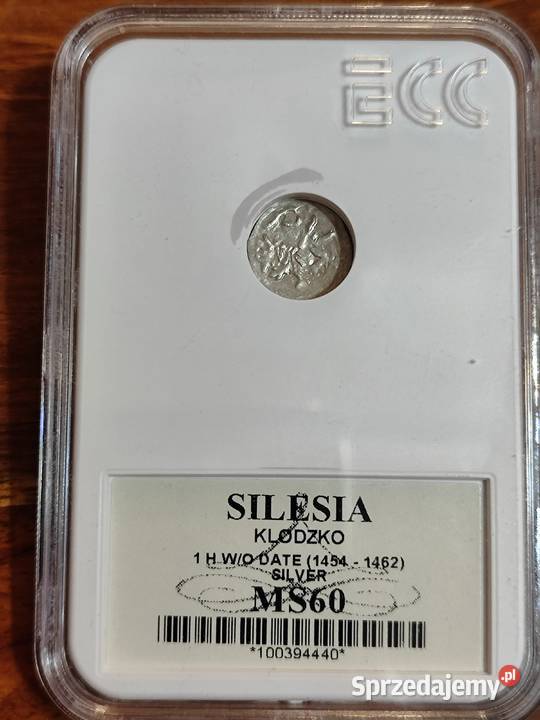 ECC
SILESIA
KLODZKO
1 H W/O DATE (1454 - 1462)
SILVER
MS60
*100394440*
Sprzedajemy.pl